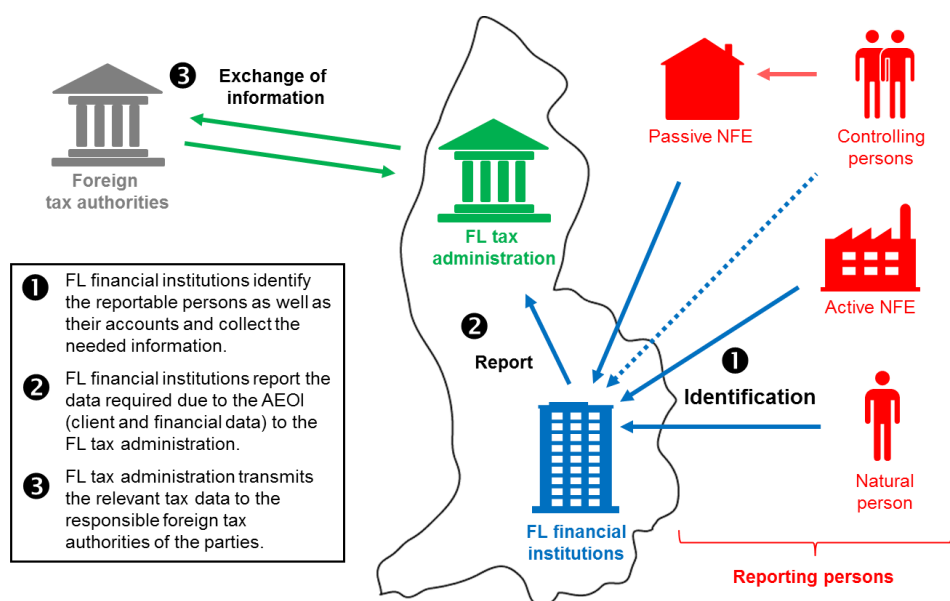 ❸ Exchange of
information
Foreign
tax authorities
Passive NFE
Controlling
persons
FL tax
administration
Active NFE
❶ FL financial institutions identify
the reportable persons as well as
their accounts and collect the
needed information.
❷ FL financial institutions report the
data required due to the AEOI
(client and financial data) to the
FL tax administration.
❸ FL tax administration transmits
the relevant tax data to the
responsible foreign tax
authorities of the parties.
❷
Report
❶
Identification
Natural
person
FL financial
institutions
Reporting persons